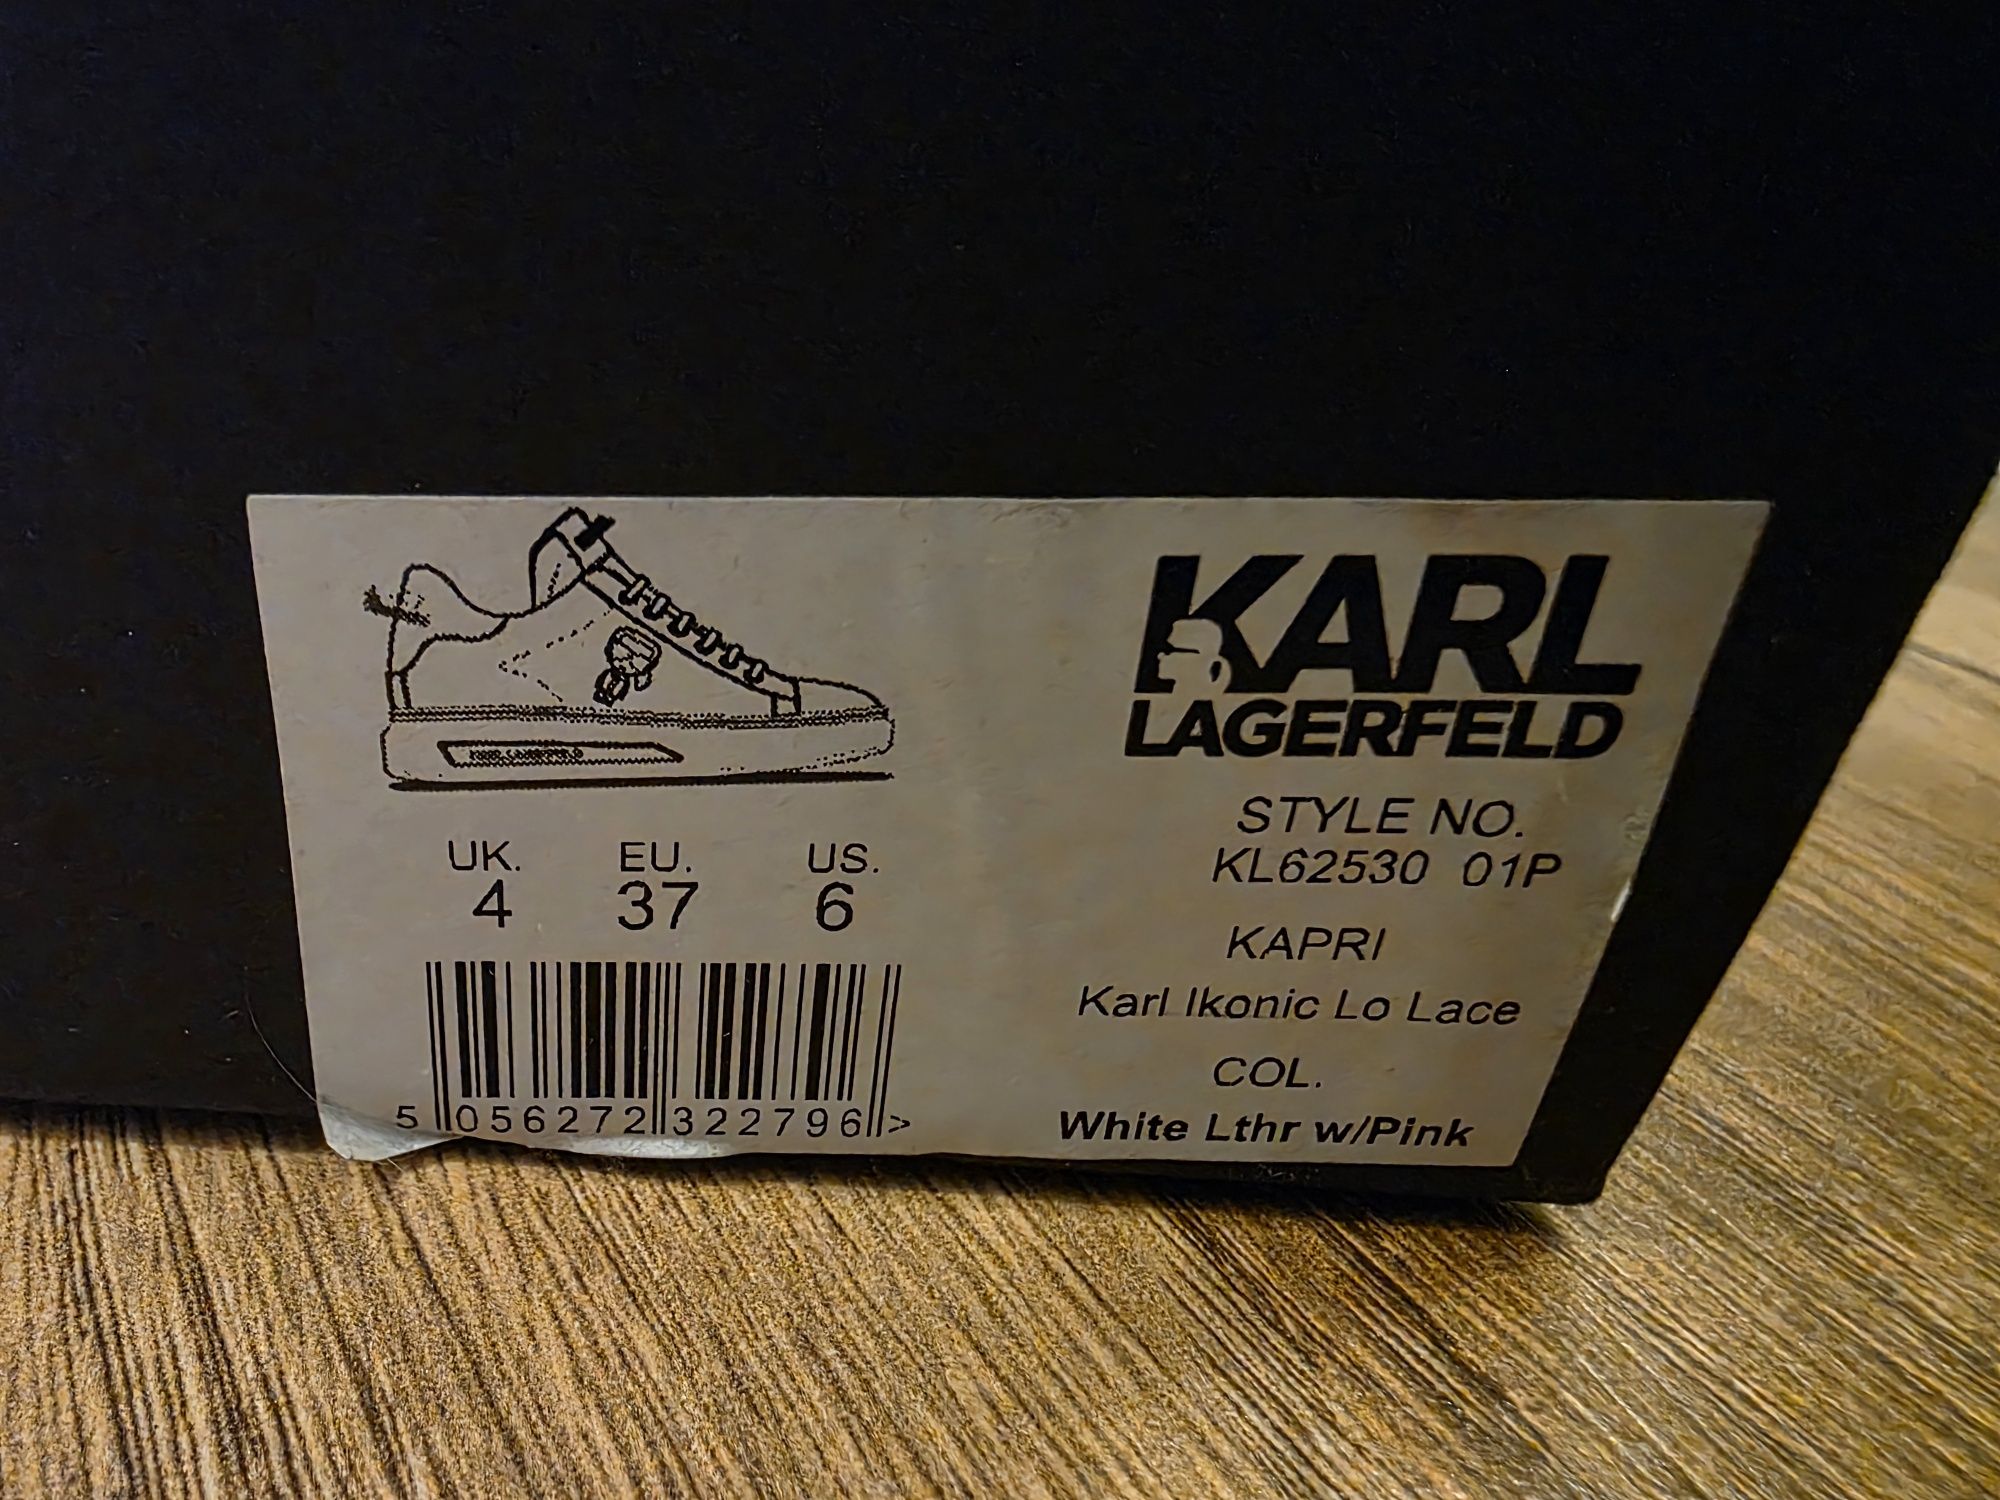 KARL
LAGERFELD
STYLE NO.
KL62530 01P
KAPRI
Karl Ikonic Lo Lace
COL.
White Lthr w/Pink
UK. EU. US.
4 37 6
5 056272 322796 >